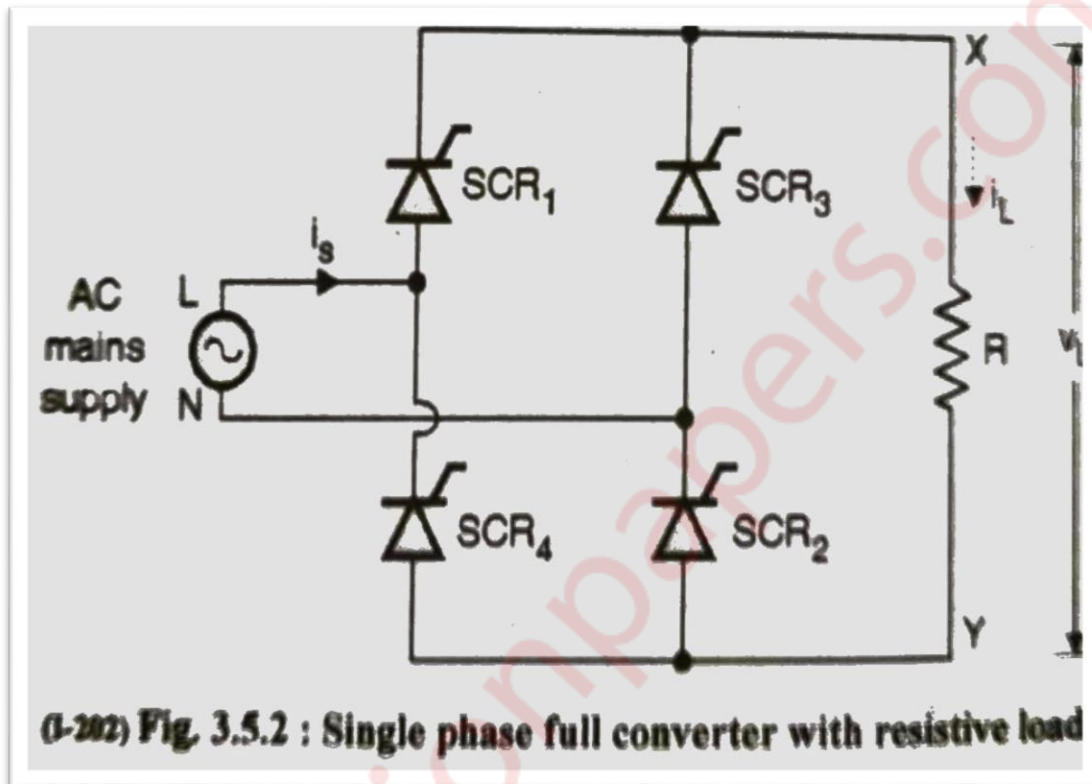 X
SCR₁
SCR₃
iL
is
AC
mains
supply
L
N
R
SCR₄
SCR₂
Y
(I-202) Fig. 3.5.2 : Single phase full converter with resistive load